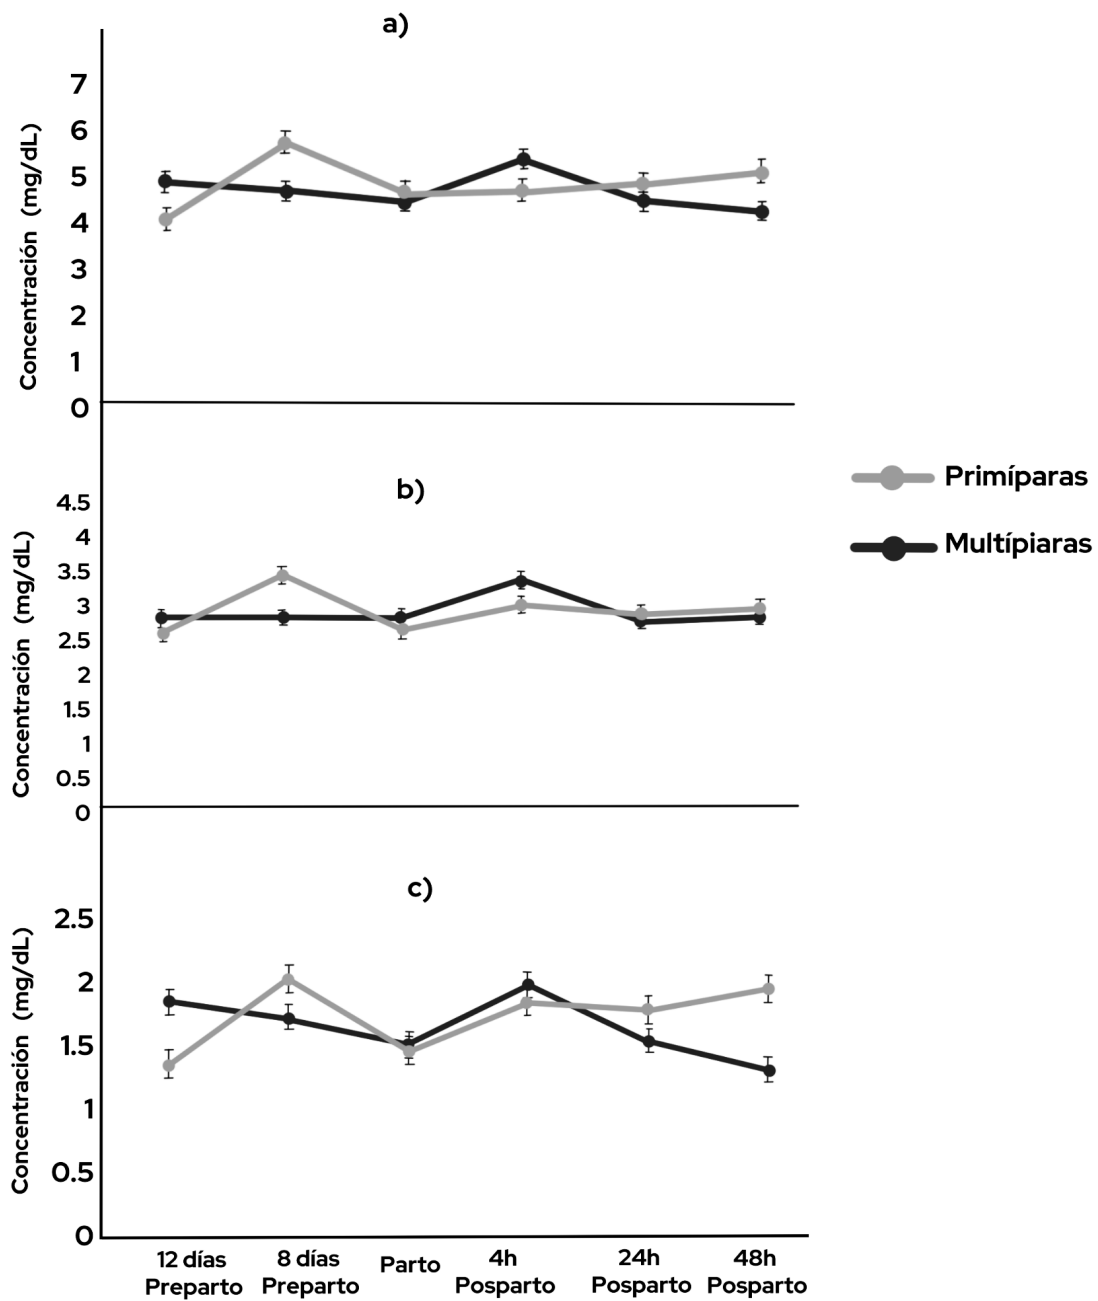 a)
Concentración (mg/dL)
7
6
5
4
3
2
1
0
b)
Concentración (mg/dL)
4.5
4
3.5
3
2.5
2
1.5
1
0.5
0
Primíparas
Multípiaras
c)
Concentración (mg/dL)
2.5
2
1.5
1
0.5
0
12 días
Preparto
8 días
Preparto
Parto
4h
Posparto
24h
Posparto
48h
Posparto